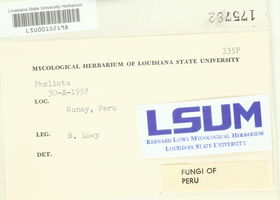 Louisiana State University Herbarium
LSU00152198
175782
335P
MYCOLOGICAL HERBARIUM OF LOUISIANA STATE UNIVERSITY
Pholiota
30-X-1958
LOC.
Nanay, Peru
LEG. B. Lowy
DET.
LSUM
BERNARD LOWY MYCOLOGICAL HERBARIUM
LOUISIANA STATE UNIVERSITY
FUNGI OF
PERU